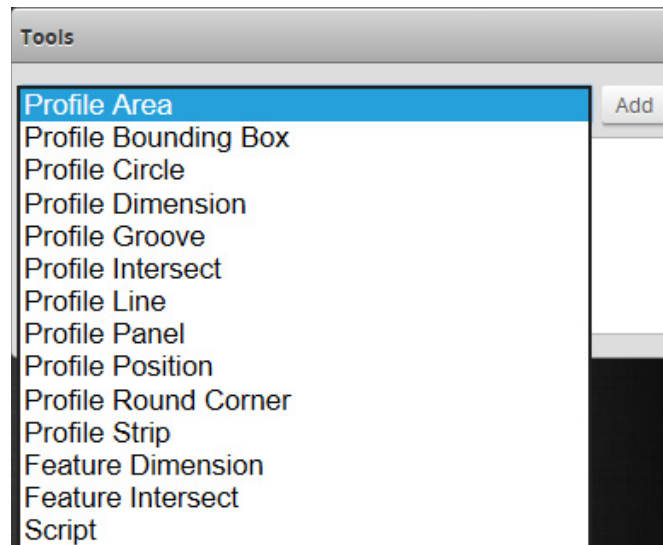 Tools
Profile Area
Add
Profile Bounding Box
Profile Circle
Profile Dimension
Profile Groove
Profile Intersect
Profile Line
Profile Panel
Profile Position
Profile Round Corner
Profile Strip
Feature Dimension
Feature Intersect
Script